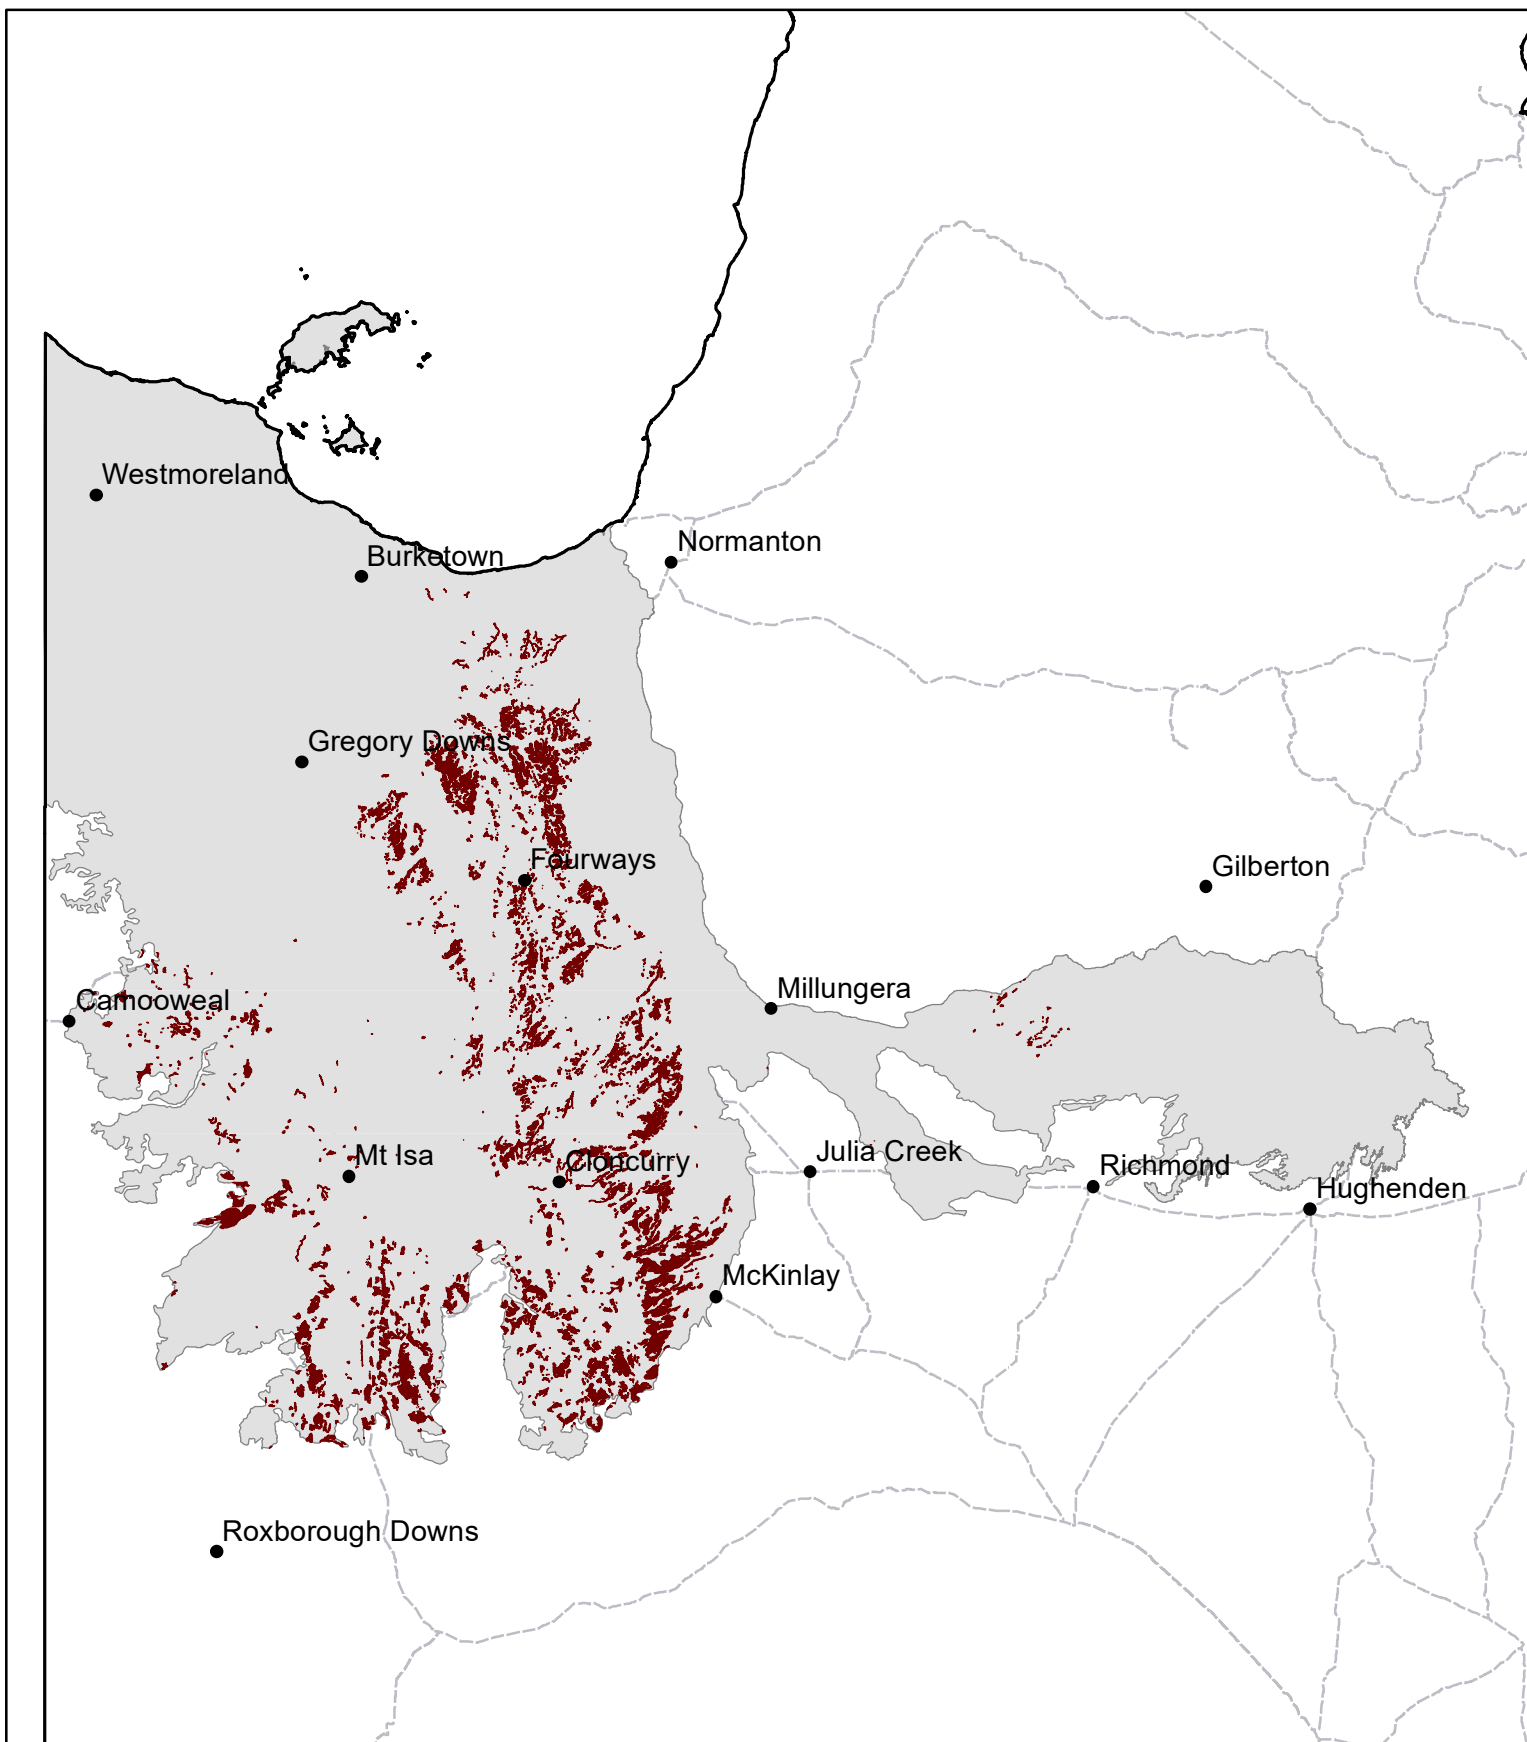 Westmoreland
Normanton
Burketown
Gregory Downs
Fourways
Gilberton
Millungera
Camooweal
Julia Creek
Mt Isa
Cloncurry
Richmond
Hughenden
McKinlay
Roxborough Downs